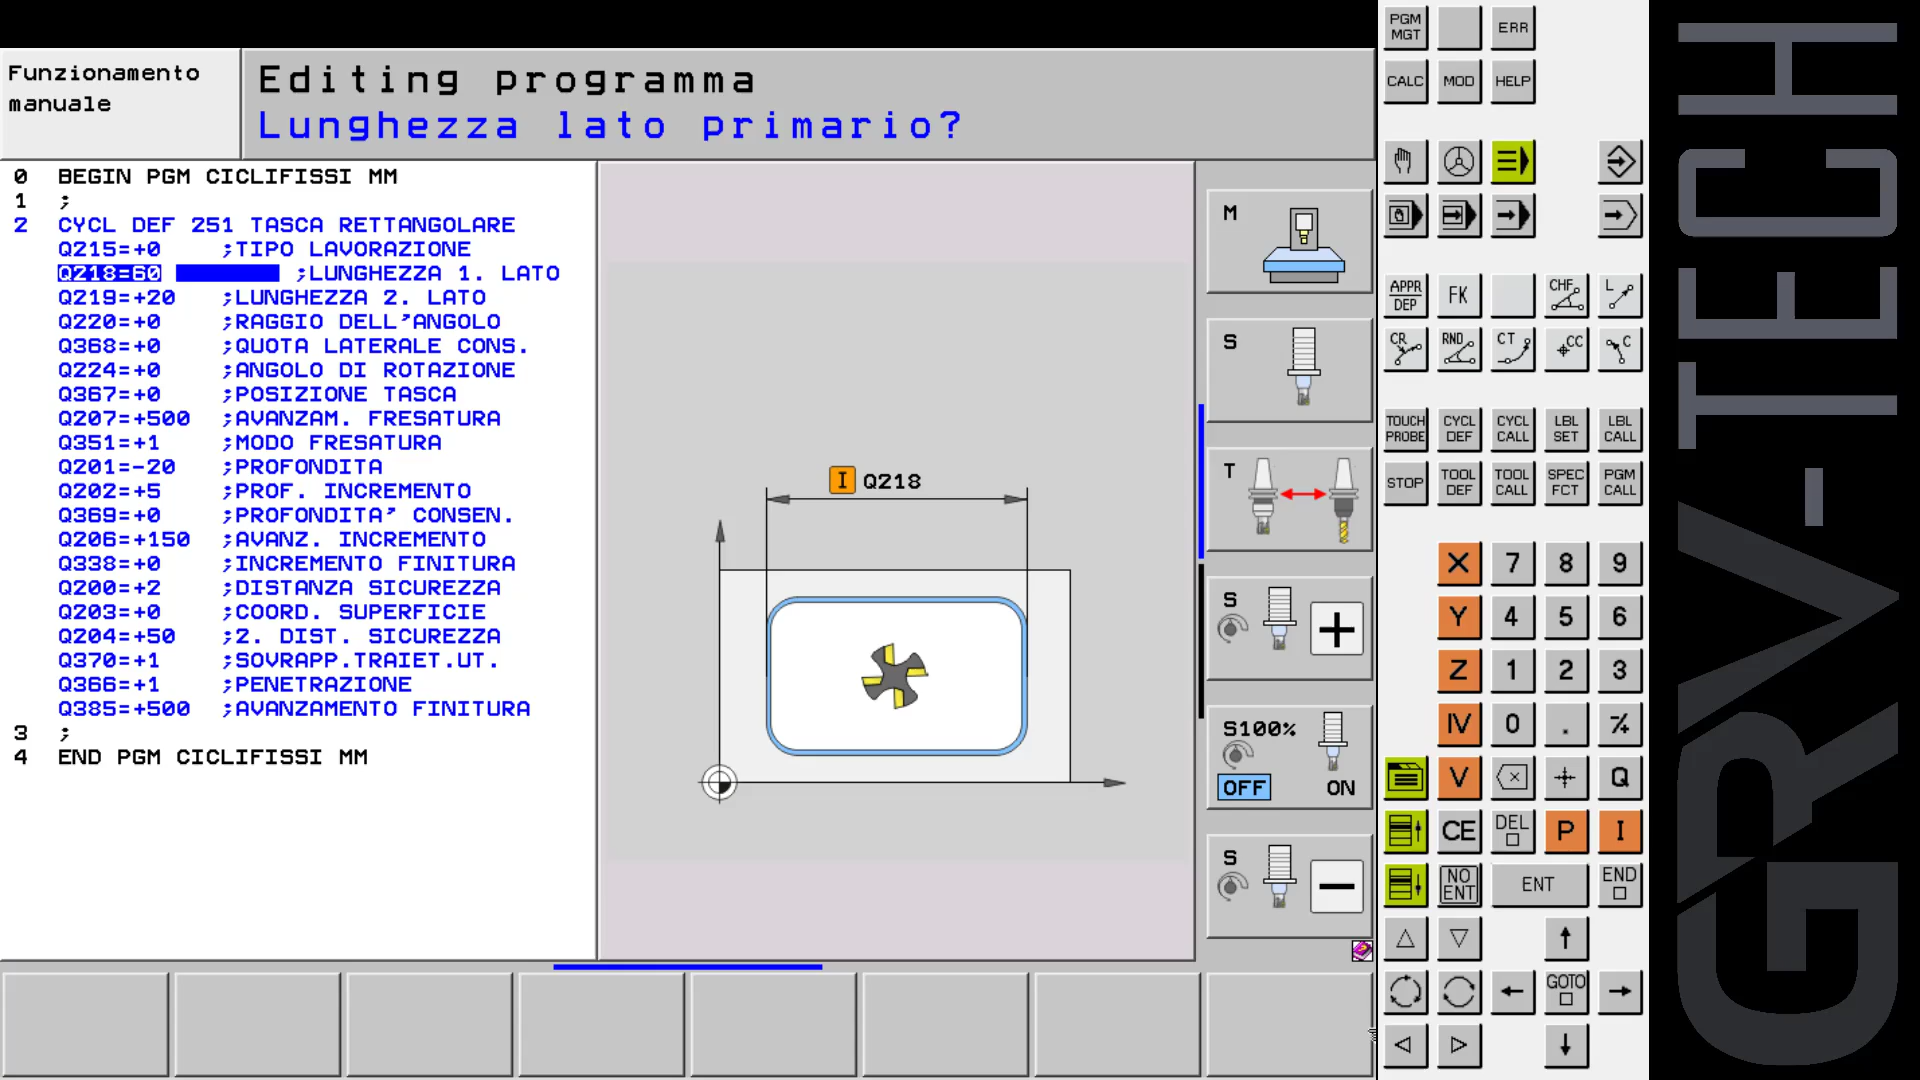 Funzionamento
manuale
Editing programma
Lunghezza lato primario?
0 BEGIN PGM CICLIFISSI MM
1 ;
2 CYCL DEF 251 TASCA RETTANGOLARE
Q215=+0 ;TIPO LAVORAZIONE
Q218=60 ;LUNGHEZZA 1. LATO
Q219=+20 ;LUNGHEZZA 2. LATO
Q220=+0 ;RAGGIO DELL'ANGOLO
Q368=+0 ;QUOTA LATERALE CONS.
Q224=+0 ;ANGOLO DI ROTAZIONE
Q367=+0 ;POSIZIONE TASCA
Q207=+500 ;AVANZAM. FRESATURA
Q351=+1 ;MODO FRESATURA
Q201=-20 ;PROFONDITA
Q202=+5 ;PROF. INCREMENTO
Q369=+0 ;PROFONDITA' CONSEN.
Q206=+150 ;AVANZ. INCREMENTO
Q338=+0 ;INCREMENTO FINITURA
Q200=+2 ;DISTANZA SICUREZZA
Q203=+0 ;COORD. SUPERFICIE
Q204=+50 ;2. DIST. SICUREZZA
Q370=+1 ;SOVRAPP.TRAIET.UT.
Q366=+1 ;PENETRAZIONE
Q385=+500 ;AVANZAMENTO FINITURA
3 ;
4 END PGM CICLIFISSI MM
I Q218
M
S
T
S
+
S100%
OFF ON
S
−
PGM MGT
ERR
CALC MOD HELP
APPR DEP
FK
CHF
L
CR
RND
CT
CC
C
TOUCH PROBE
CYCL DEF
CYCL CALL
LBL SET
LBL CALL
STOP
TOOL DEF
TOOL CALL
SPEC FCT
PGM CALL
X 7 8 9
Y 4 5 6
Z 1 2 3
IV 0 . -/+
V Q
CE
DEL
P I
NO ENT
ENT
END
GOTO
GRV-TECH